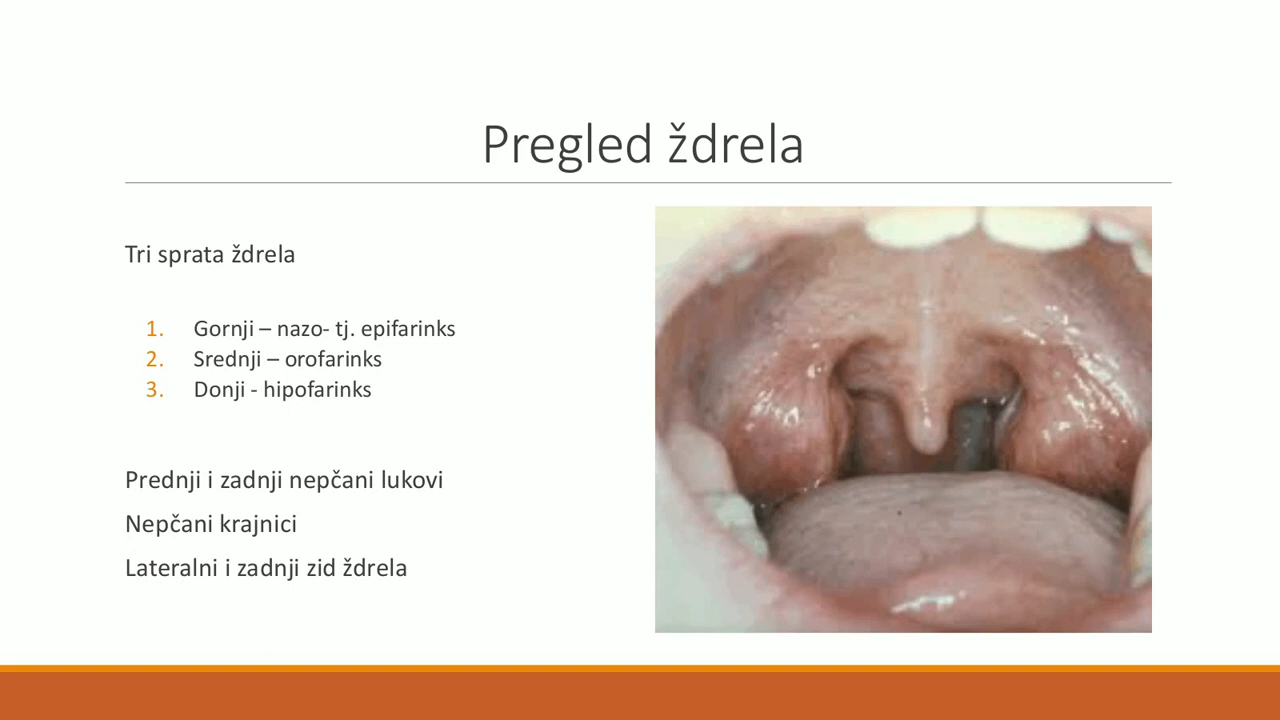 Pregled ždrela
Tri sprata ždrela
1. Gornji – nazo- tj. epifarinks
2. Srednji – orofarinks
3. Donji - hipofarinks
Prednji i zadnji nepčani lukovi
Nepčani krajnici
Lateralni i zadnji zid ždrela